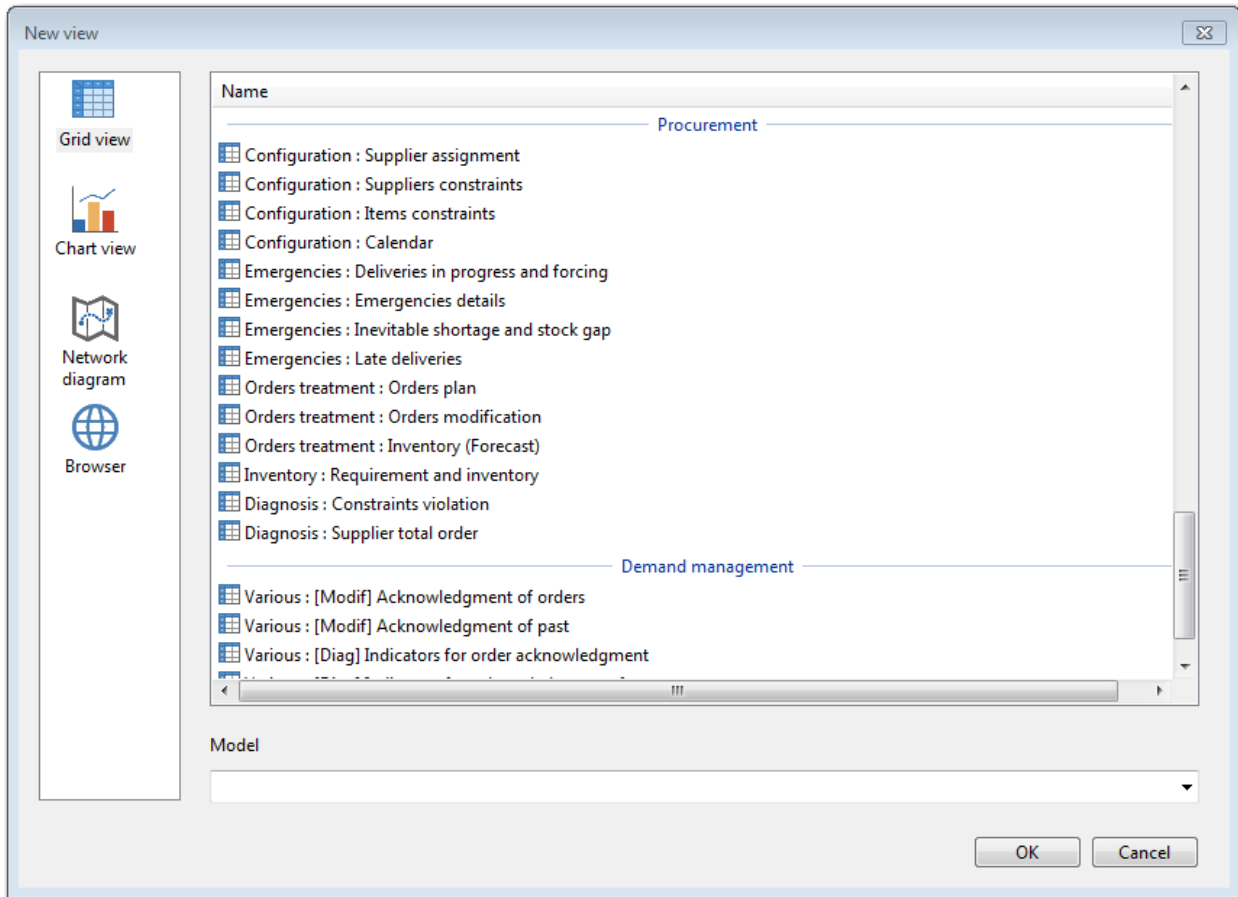 New view
Grid view
Chart view
Network
diagram
Browser
Name
Procurement
Configuration : Supplier assignment
Configuration : Suppliers constraints
Configuration : Items constraints
Configuration : Calendar
Emergencies : Deliveries in progress and forcing
Emergencies : Emergencies details
Emergencies : Inevitable shortage and stock gap
Emergencies : Late deliveries
Orders treatment : Orders plan
Orders treatment : Orders modification
Orders treatment : Inventory (Forecast)
Inventory : Requirement and inventory
Diagnosis : Constraints violation
Diagnosis : Supplier total order
Demand management
Various : [Modif] Acknowledgment of orders
Various : [Modif] Acknowledgment of past
Various : [Diag] Indicators for order acknowledgment
Model
OK
Cancel